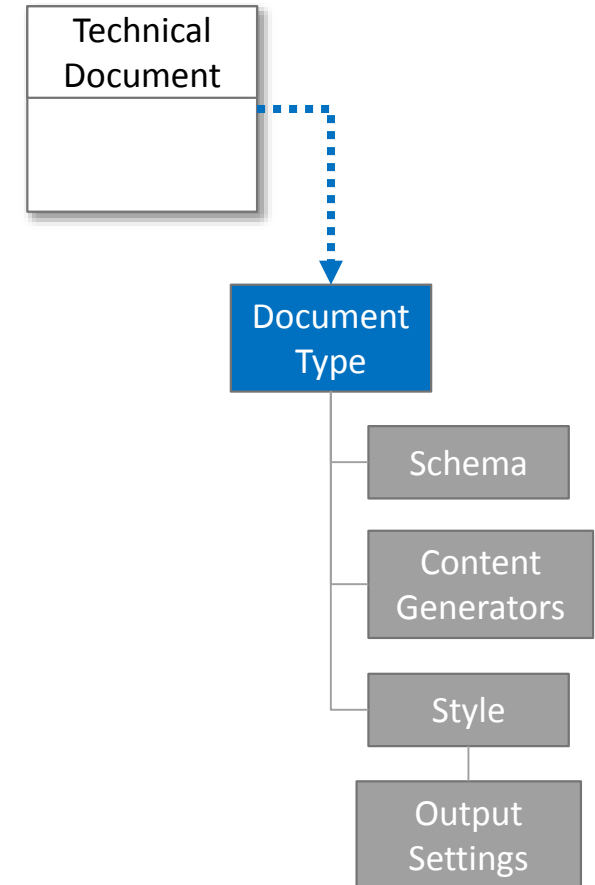 Technical
Document
Document
Type
Schema
Content
Generators
Style
Output
Settings